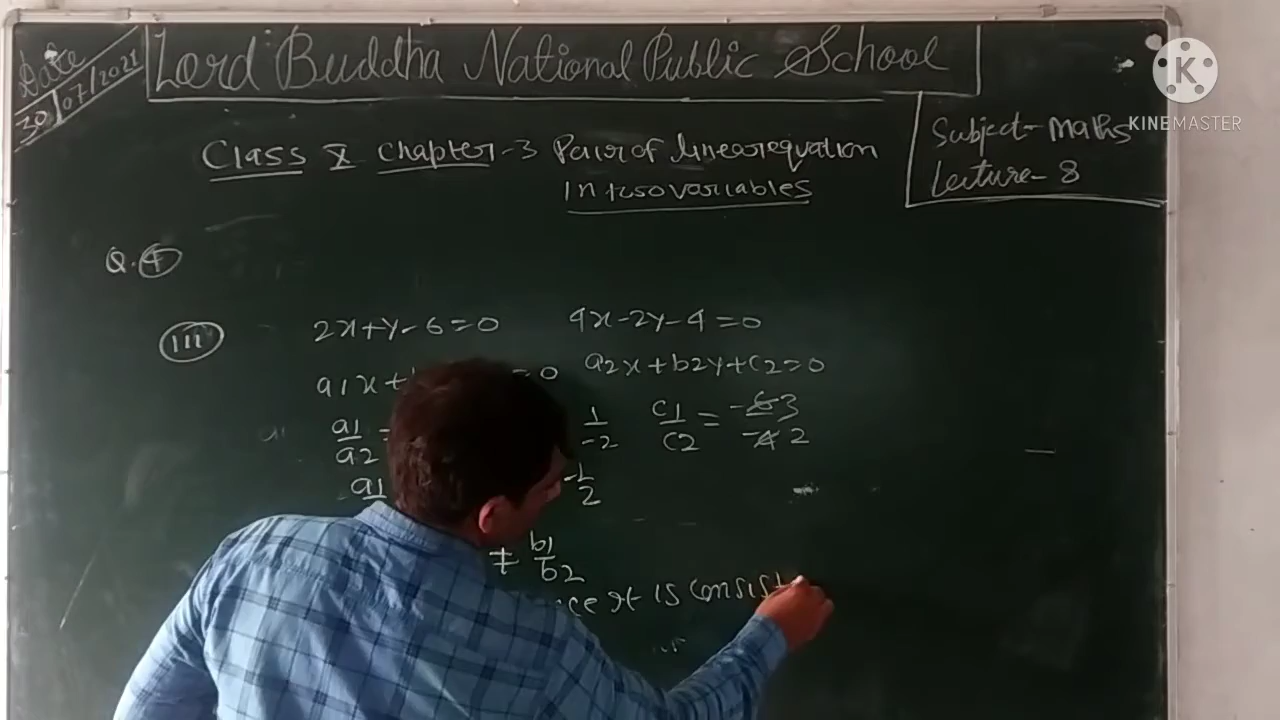 Date
30/07/2021
Lord Buddha National Public School
KINEMASTER
Subject- Maths
Lecture- 8
Class X Chapter-3 Pair of linear equation
In two variables
Q. 4
III
2x+y-6=0 4x-2y-4=0
a1x+ =0 a2x+b2y+c2=0
a1/a2= 1/-2 c1/c2 = -6 3/-4 2
a1 -1/2
≠ b1/b2
it is consist